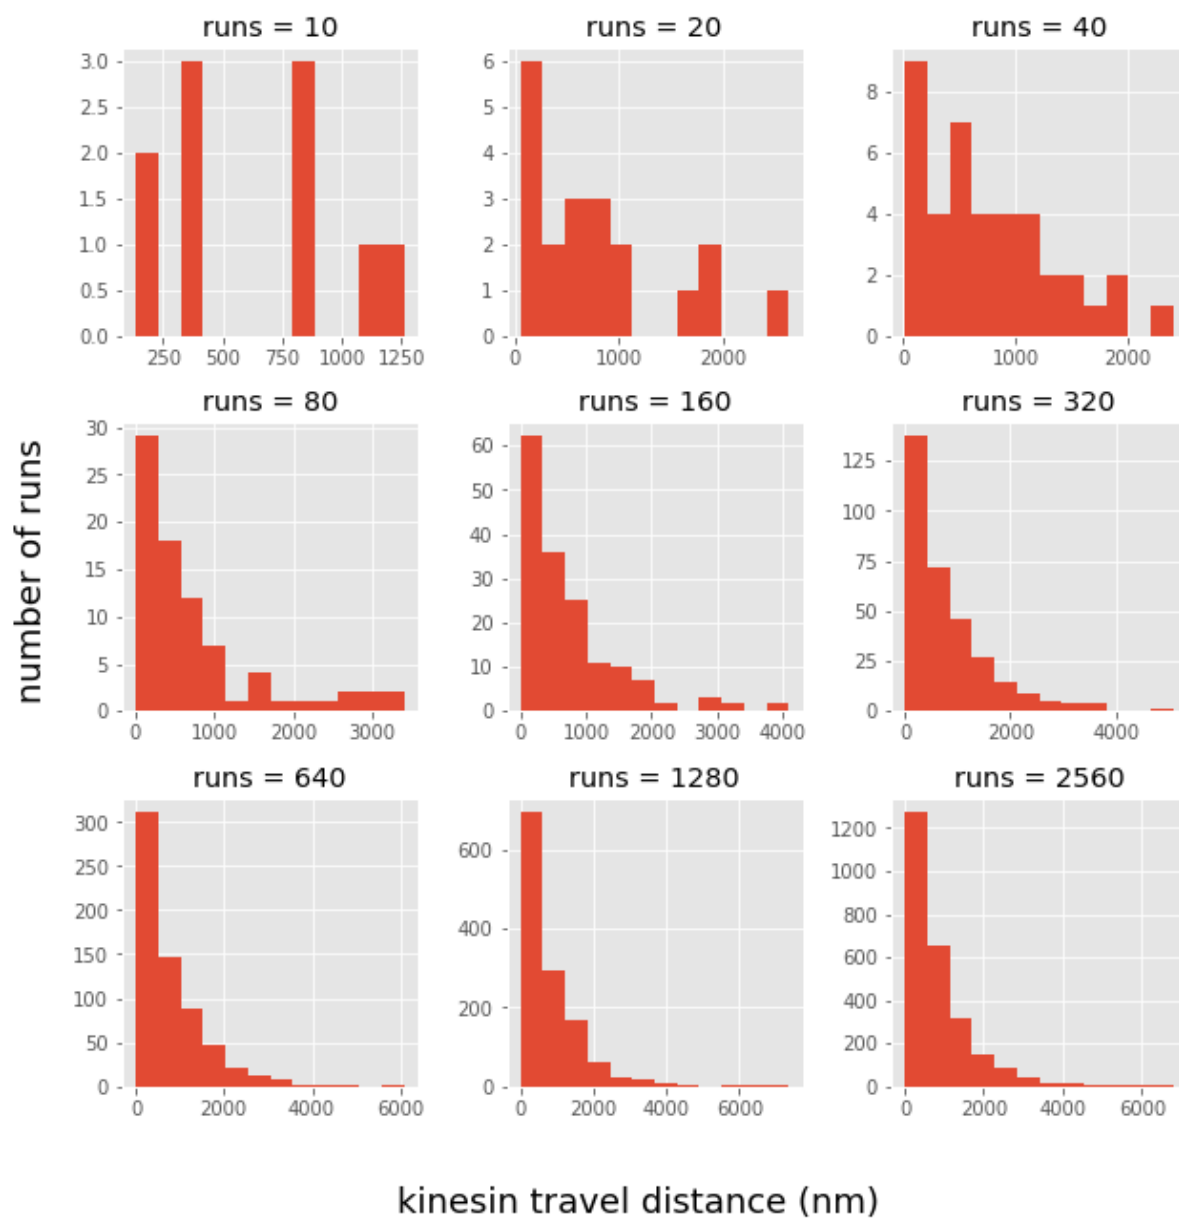 runs = 10
3.0
2.5
2.0
1.5
1.0
0.5
0.0
250 500 750 1000 1250
runs = 20
6
5
4
3
2
1
0
0 1000 2000
runs = 40
8
6
4
2
0
0 1000 2000
number of runs
runs = 80
30
25
20
15
10
5
0
0 1000 2000 3000
runs = 160
60
50
40
30
20
10
0
0 1000 2000 3000 4000
runs = 320
125
100
75
50
25
0
0 2000 4000
runs = 640
300
250
200
150
100
50
0
0 2000 4000 6000
runs = 1280
600
400
200
0
0 2000 4000 6000
runs = 2560
1200
1000
800
600
400
200
0
0 2000 4000 6000
kinesin travel distance (nm)